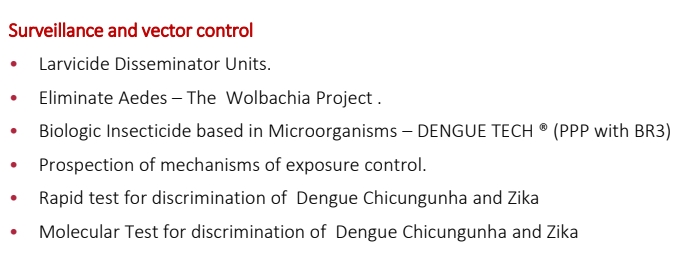 Surveillance and vector control
• Larvicide Disseminator Units.
• Eliminate Aedes – The  Wolbachia Project .
• Biologic Insecticide based in Microorganisms – DENGUE TECH ® (PPP with BR3)
• Prospection of mechanisms of exposure control.
• Rapid test for discrimination of  Dengue Chicungunha and Zika
• Molecular Test for discrimination of  Dengue Chicungunha and Zika